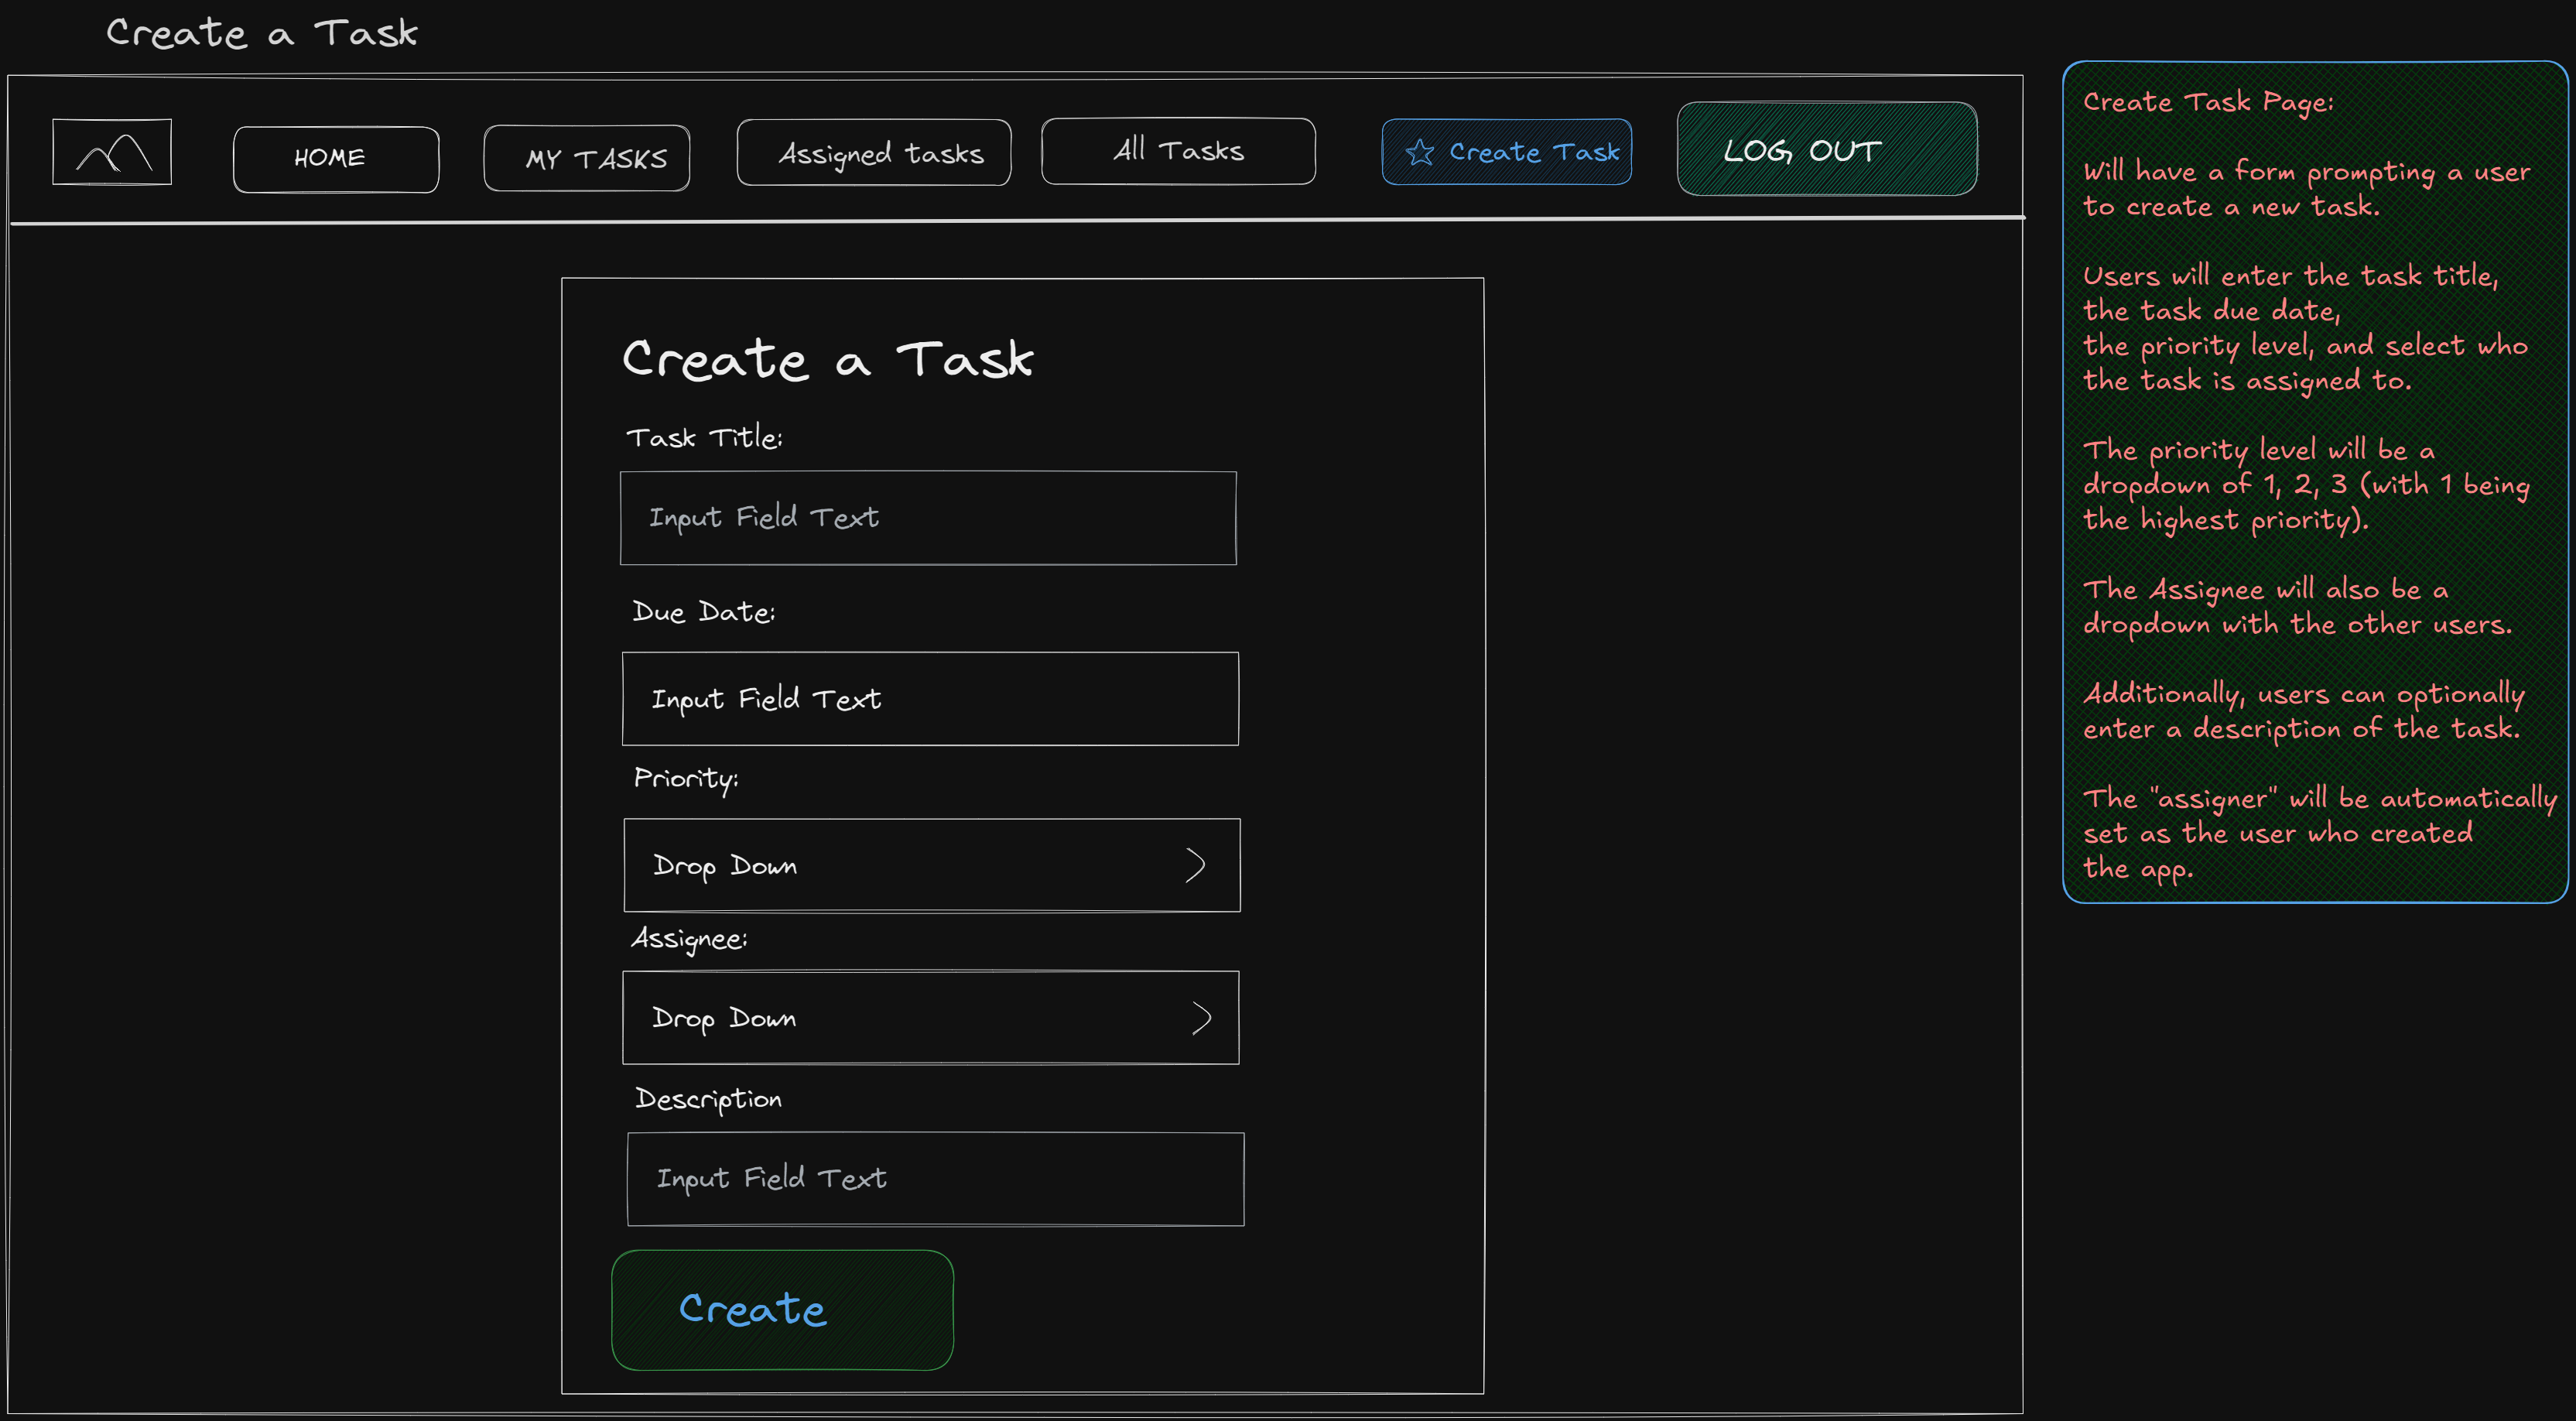 Create a Task
HOME
MY TASKS
Assigned tasks
All Tasks
Create Task
LOG OUT
Create a Task
Task Title:
Input Field Text
Due Date:
Input Field Text
Priority:
Drop Down
Assignee:
Drop Down
Description
Input Field Text
Create
Create Task Page:
Will have a form prompting a user
to create a new task.
Users will enter the task title,
the task due date,
the priority level, and select who
the task is assigned to.
The priority level will be a
dropdown of 1, 2, 3 (with 1 being
the highest priority).
The Assignee will also be a
dropdown with the other users.
Additionally, users can optionally
enter a description of the task.
The "assigner" will be automatically
set as the user who created
the app.